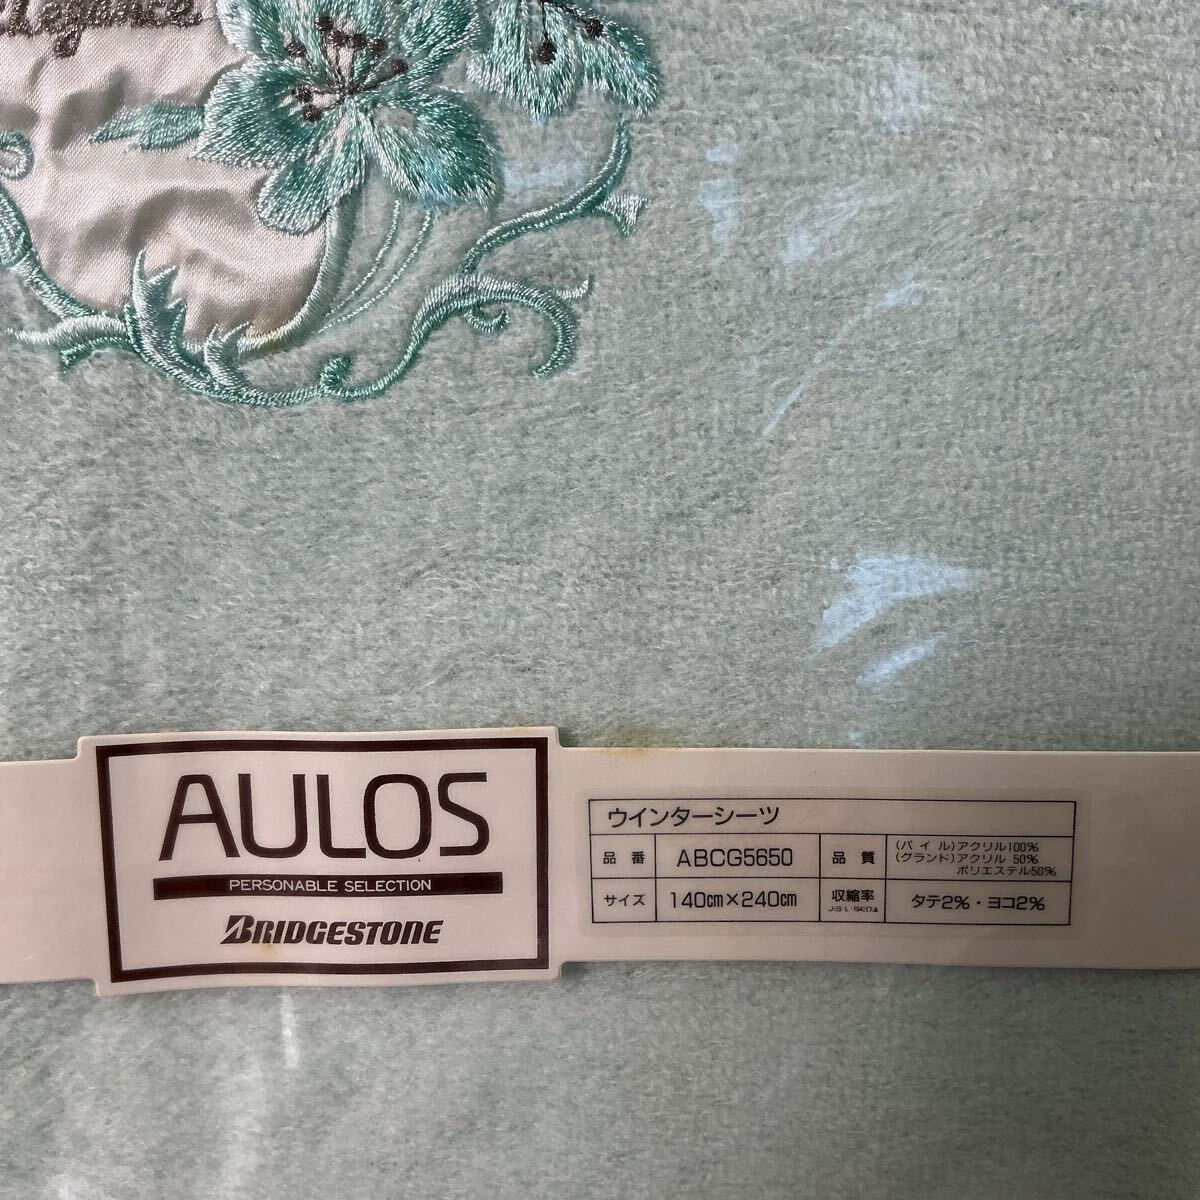 AULOS
PERSONABLE SELECTION
BRIDGESTONE
ウインターシーツ
品番 ABCG5650 品質 (パイル)アクリル100%
(グランド)アクリル 50%
ポリエステル50%
サイズ 140㎝×240㎝ 収縮率 タテ2%・ヨコ2%